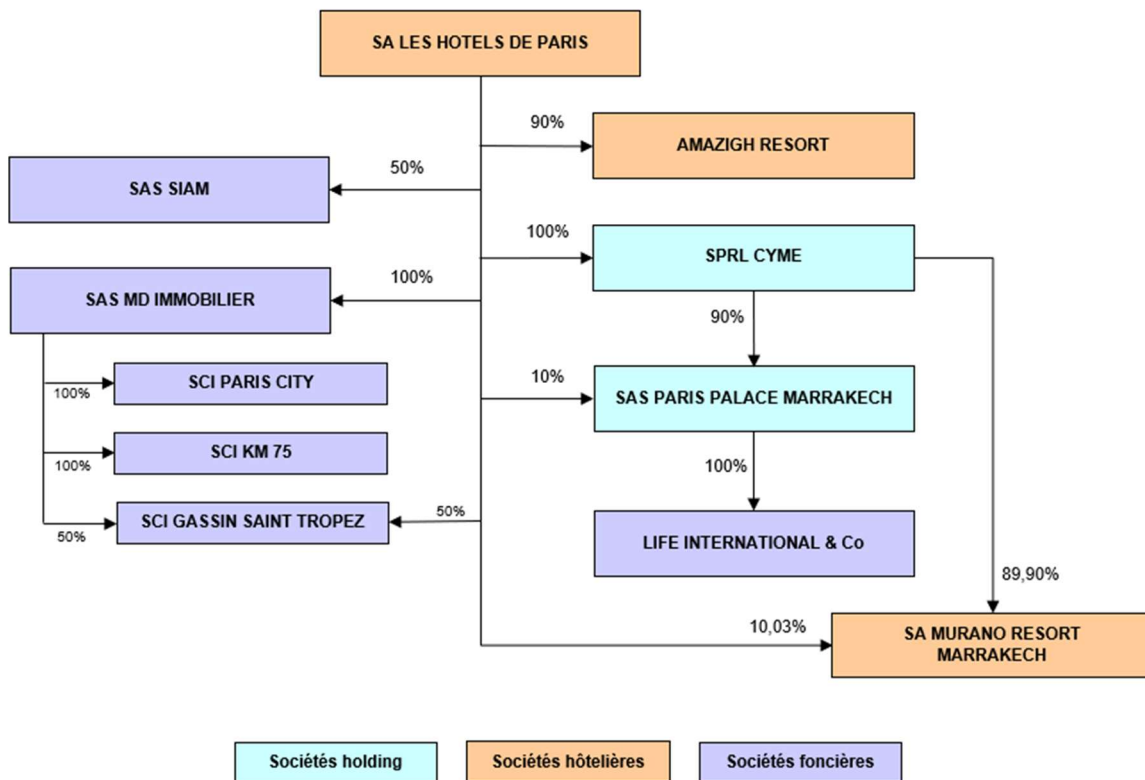 SA LES HOTELS DE PARIS
90%
AMAZIGH RESORT
50%
SAS SIAM
100%
SPRL CYME
100%
SAS MD IMMOBILIER
90%
100%
SCI PARIS CITY
10%
SAS PARIS PALACE MARRAKECH
100%
SCI KM 75
100%
50%
SCI GASSIN SAINT TROPEZ
50%
LIFE INTERNATIONAL & Co
89,90%
10,03%
SA MURANO RESORT
MARRAKECH
Sociétés holding
Sociétés hôtelières
Sociétés foncières